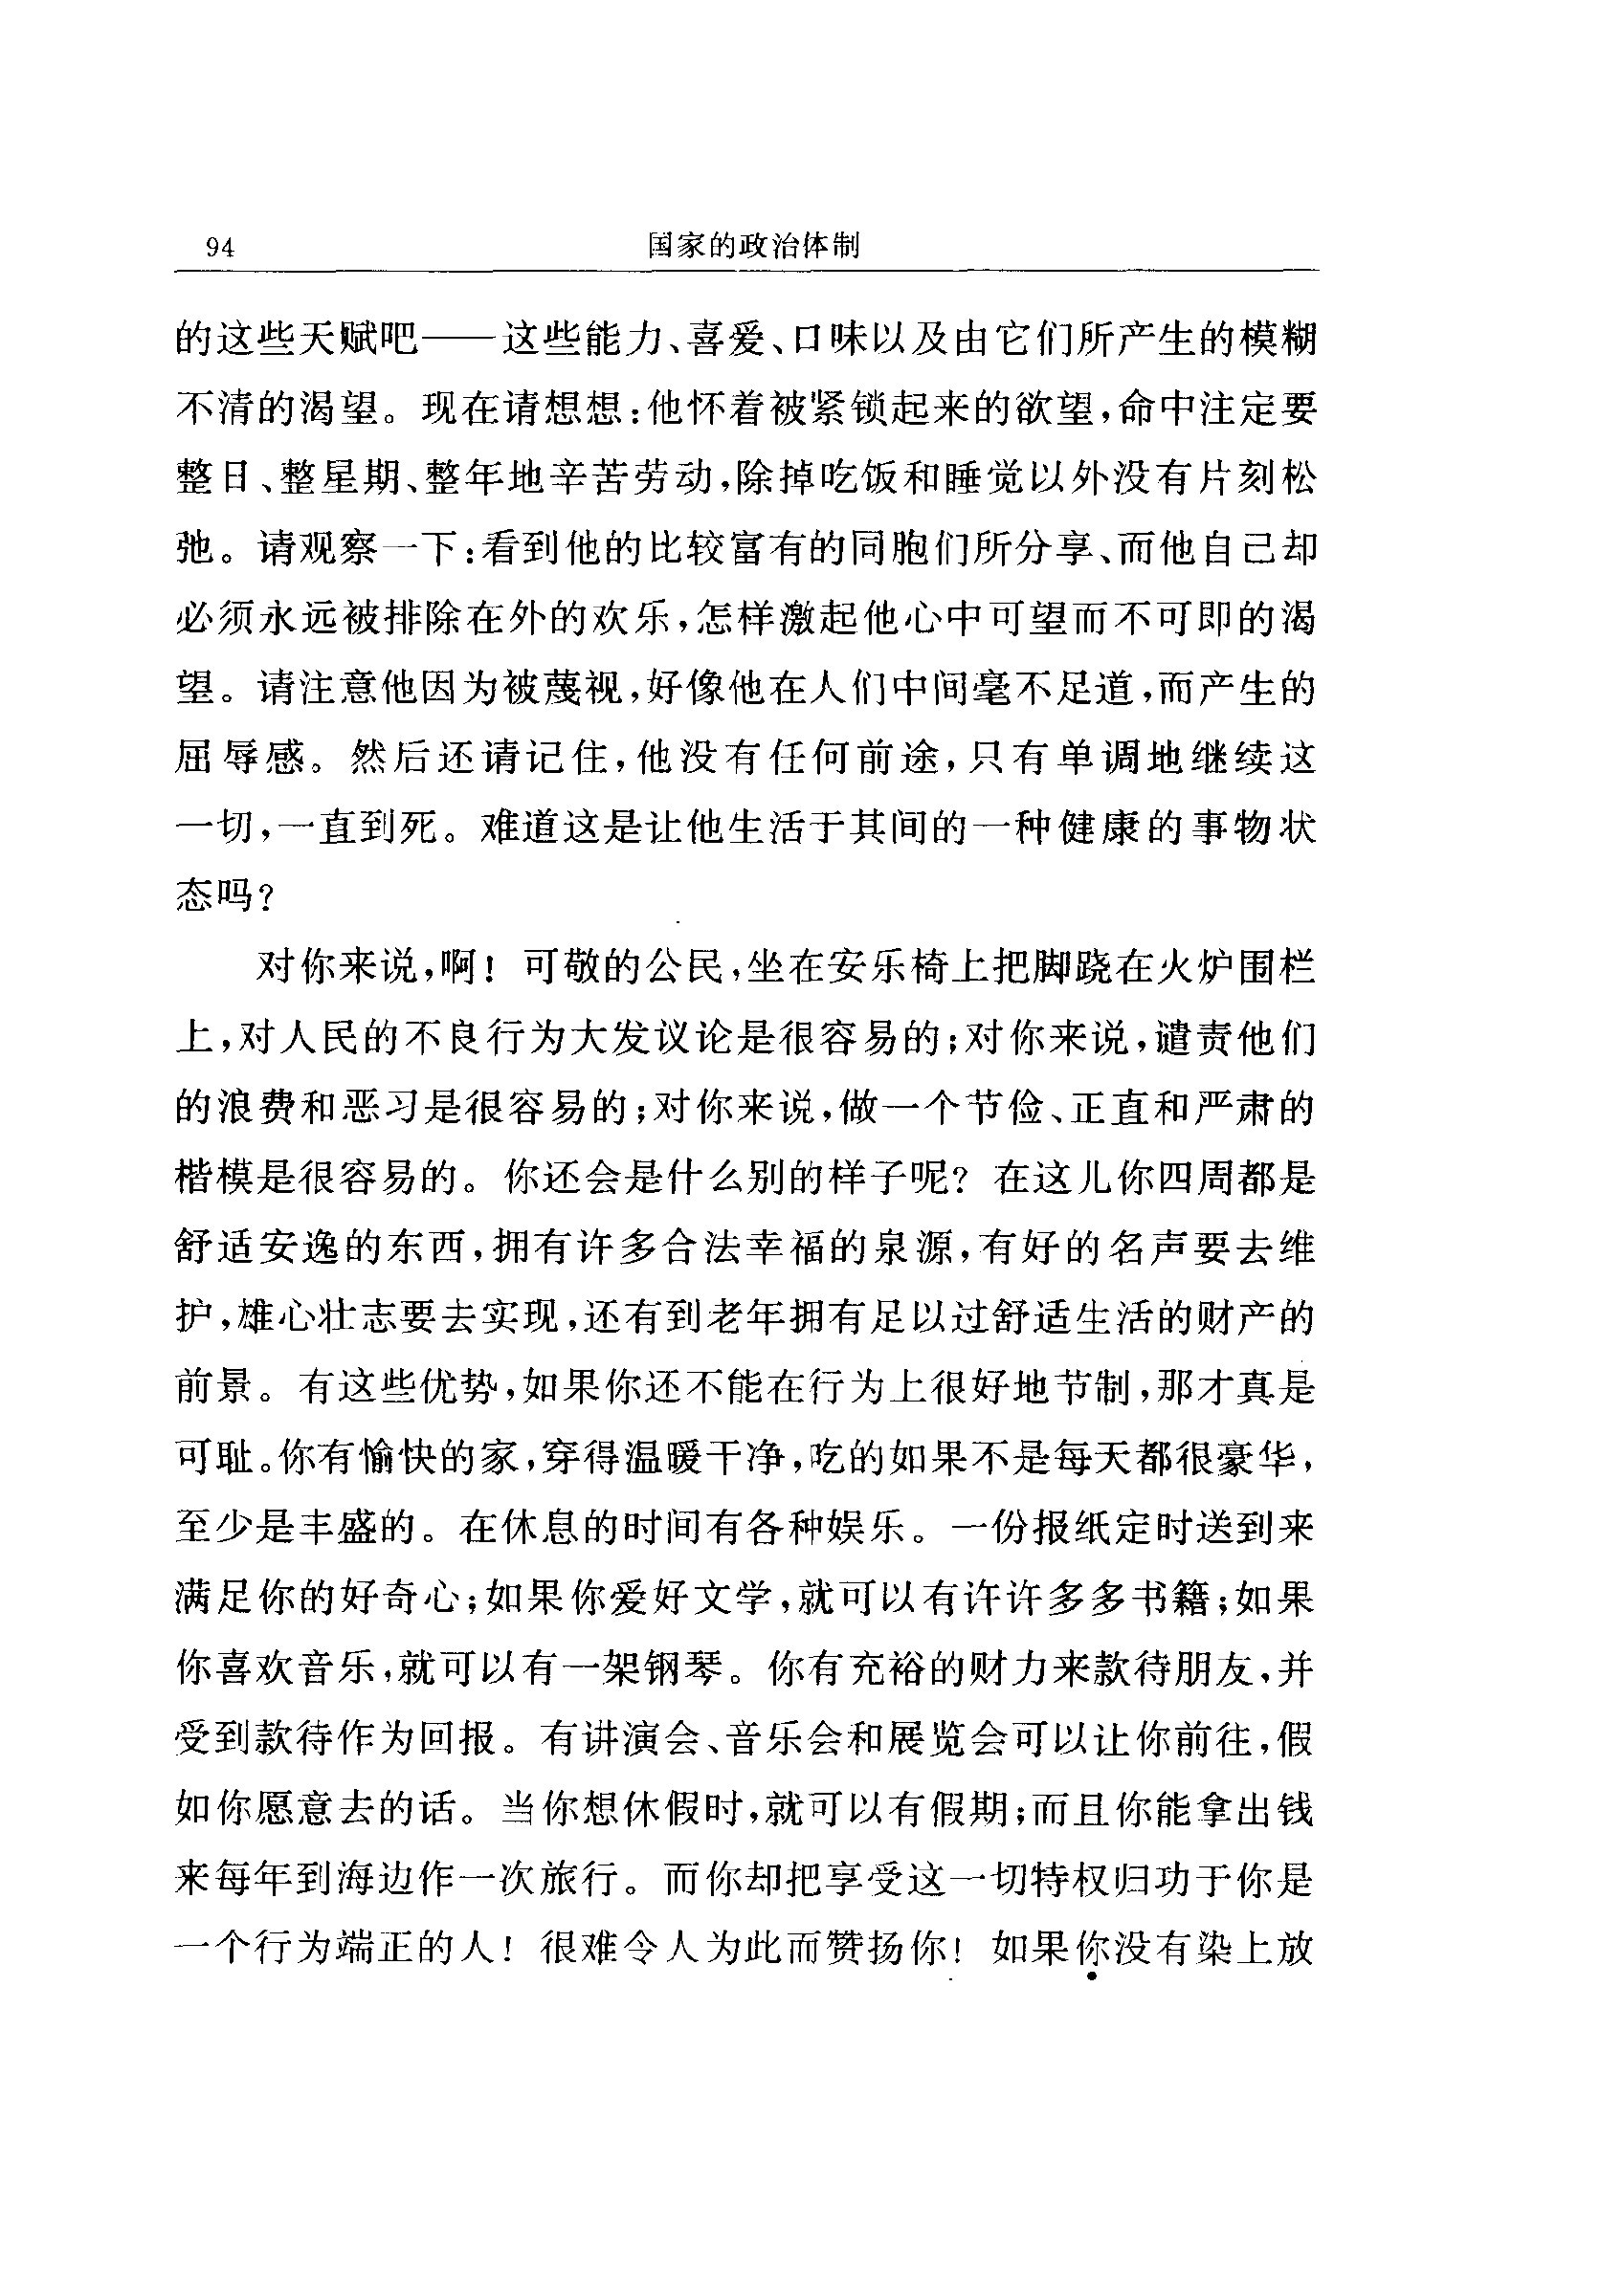 94
国家的政治体制
的这些天赋吧——这些能力、喜爱、口味以及由它们所产生的模糊
不清的渴望。现在请想想：他怀着被紧锁起来的欲望，命中注定要
整日、整星期、整年地辛苦劳动，除掉吃饭和睡觉以外没有片刻松
弛。请观察一下：看到他的比较富有的同胞们所分享、而他自己却
必须永远被排除在外的欢乐，怎样激起他心中可望而不可即的渴
望。请注意他因为被蔑视，好像他在人们中间毫不足道，而产生的
屈辱感。然后还请记住，他没有任何前途，只有单调地继续这
一切，一直到死。难道这是让他生活于其间的一种健康的事物状
态吗？
对你来说，啊！可敬的公民，坐在安乐椅上把脚跷在火炉围栏
上，对人民的不良行为大发议论是很容易的；对你来说，谴责他们
的浪费和恶习是很容易的；对你来说，做一个节俭、正直和严肃的
楷模是很容易的。你还会是什么别的样子呢？在这儿你四周都是
舒适安逸的东西，拥有许多合法幸福的泉源，有好的名声要去维
护，雄心壮志要去实现，还有到老年拥有足以过舒适生活的财产的
前景。有这些优势，如果你还不能在行为上很好地节制，那才真是
可耻。你有愉快的家，穿得温暖干净，吃的如果不是每天都很豪华，
至少是丰盛的。在休息的时间有各种娱乐。一份报纸定时送到来
满足你的好奇心；如果你爱好文学，就可以有许许多多书籍；如果
你喜欢音乐，就可以有一架钢琴。你有充裕的财力来款待朋友，并
受到款待作为回报。有讲演会、音乐会和展览会可以让你前往，假
如你愿意去的话。当你想休假时，就可以有假期；而且你能拿出钱
来每年到海边作一次旅行。而你却把享受这一切特权归功于你是
一个行为端正的人！很难令人为此而赞扬你！如果你没有染上放